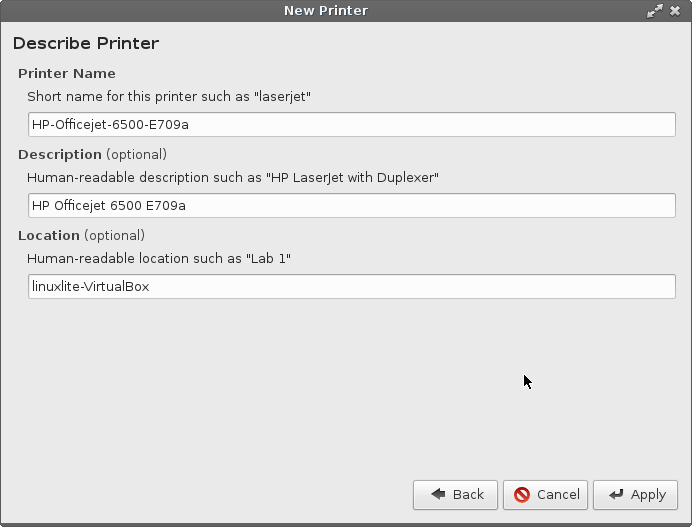 New Printer
Describe Printer
Printer Name
Short name for this printer such as "laserjet"
HP-Officejet-6500-E709a
Description (optional)
Human-readable description such as "HP LaserJet with Duplexer"
HP Officejet 6500 E709a
Location (optional)
Human-readable location such as "Lab 1"
linuxlite-VirtualBox
Back Cancel Apply